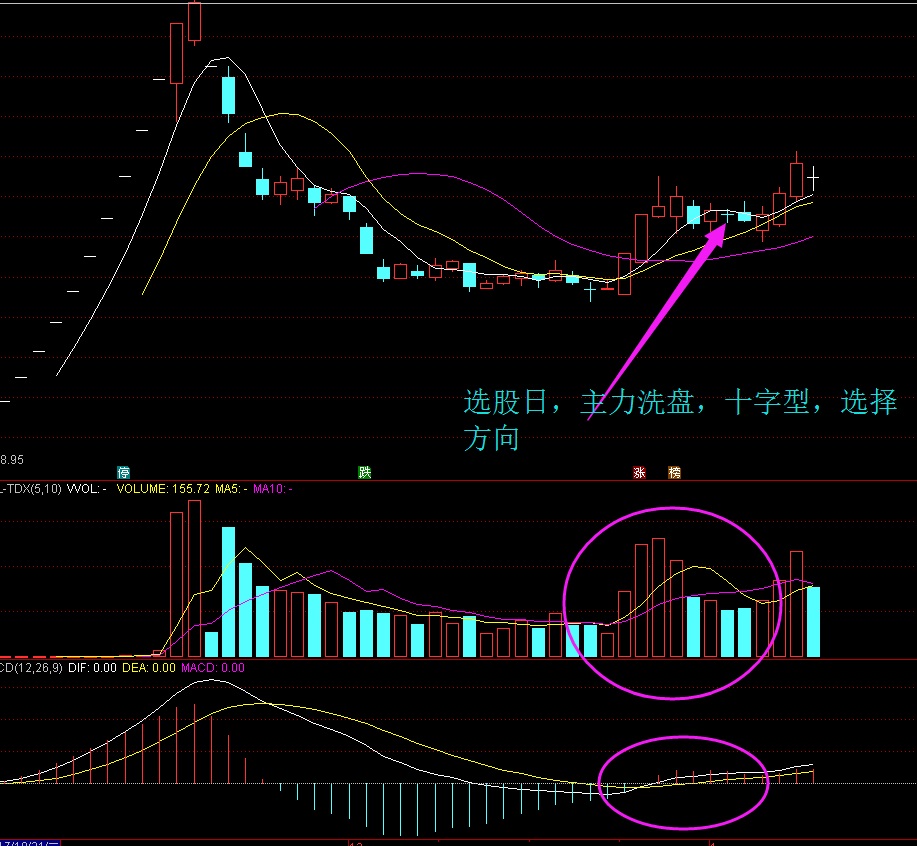 选股日，主力洗盘，十字型，选择
方向
8.95
停 跌 涨 榜
L-TDX(5,10) VVOL: - VOLUME: 155.72 MA5: - MA10: -
CD(12,26,9) DIF: 0.00 DEA: 0.00 MACD: 0.00